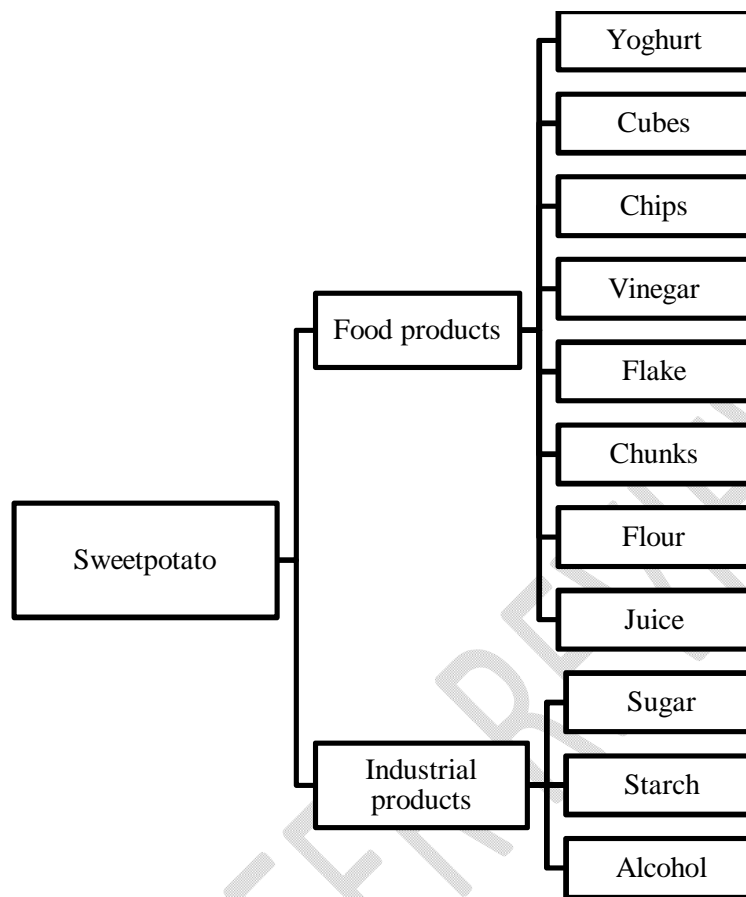 Yoghurt
Cubes
Chips
Vinegar
Food products
Flake
Chunks
Flour
Sweetpotato
Juice
Sugar
Industrial
products
Starch
Alcohol